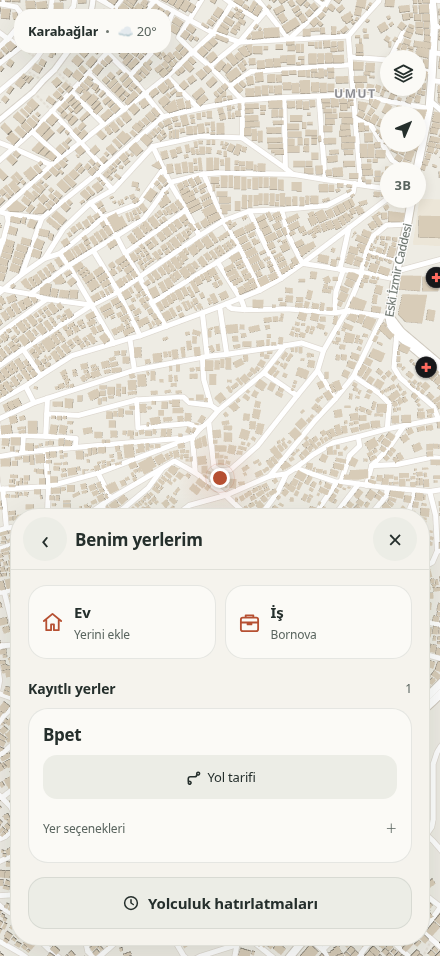 Karabağlar • 20°
UMUT
3B
Eski İzmir Caddesi
Benim yerlerim
Ev
Yerini ekle
İş
Bornova
Kayıtlı yerler 1
Bpet
Yol tarifi
Yer seçenekleri +
Yolculuk hatırlatmaları